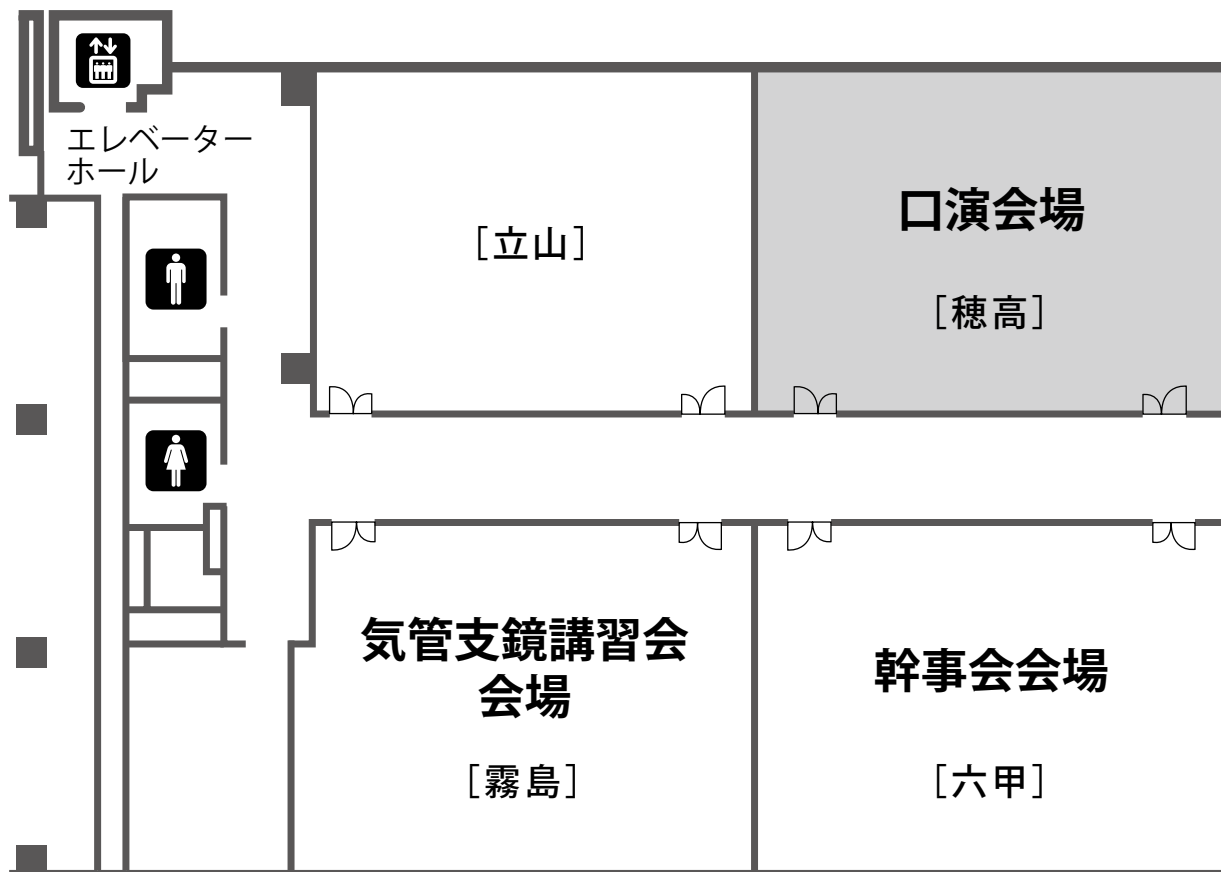 エレベーター
ホール
［立山］
口演会場
［穂高］
気管支鏡講習会
会場
［霧島］
幹事会会場
［六甲］